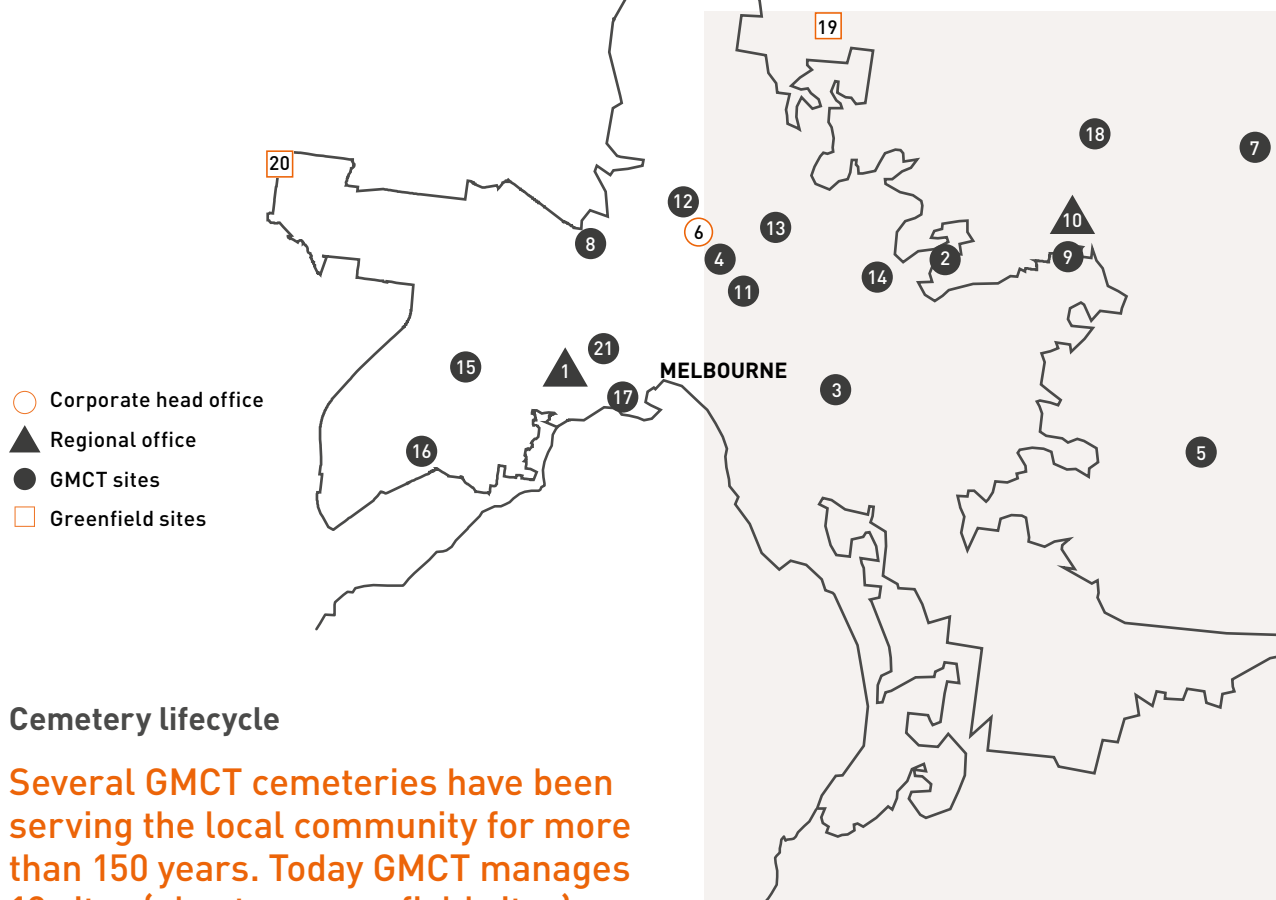 19
18
7
20
12
6
13
10
8
4
2
9
14
11
21
15
1
MELBOURNE
3
17
Corporate head office
Regional office
16
5
GMCT sites
Greenfield sites
Cemetery lifecycle
Several GMCT cemeteries have been
serving the local community for more
than 150 years. Today GMCT manages